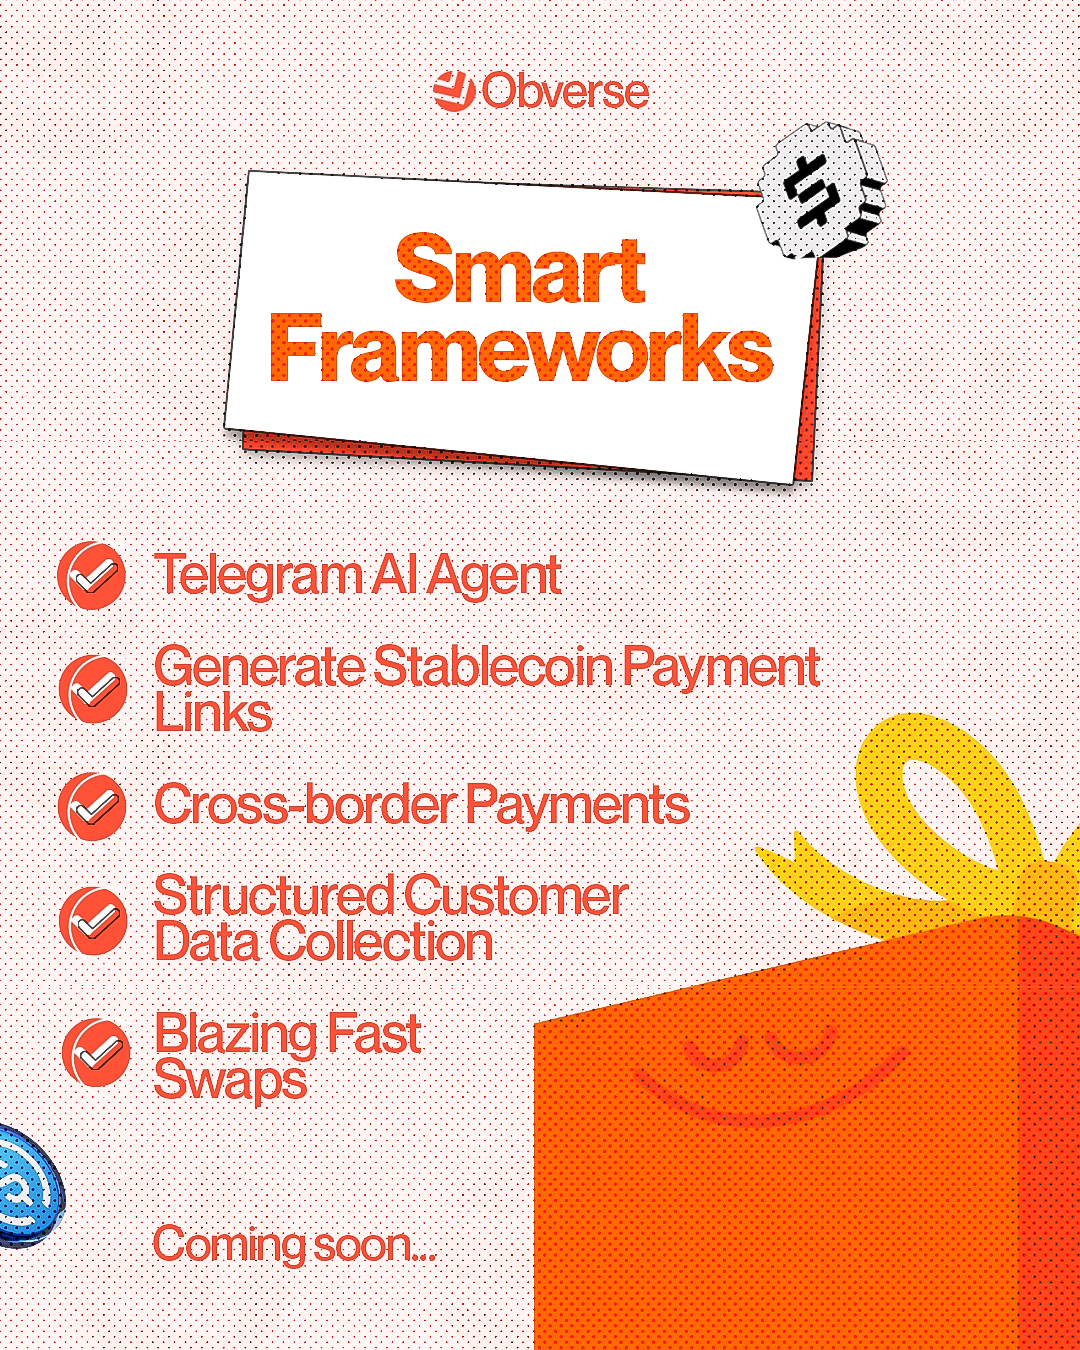 Obverse
Smart
Frameworks
Telegram AI Agent
Generate Stablecoin Payment
Links
Cross-border Payments
Structured Customer
Data Collection
Blazing Fast
Swaps
Coming soon...